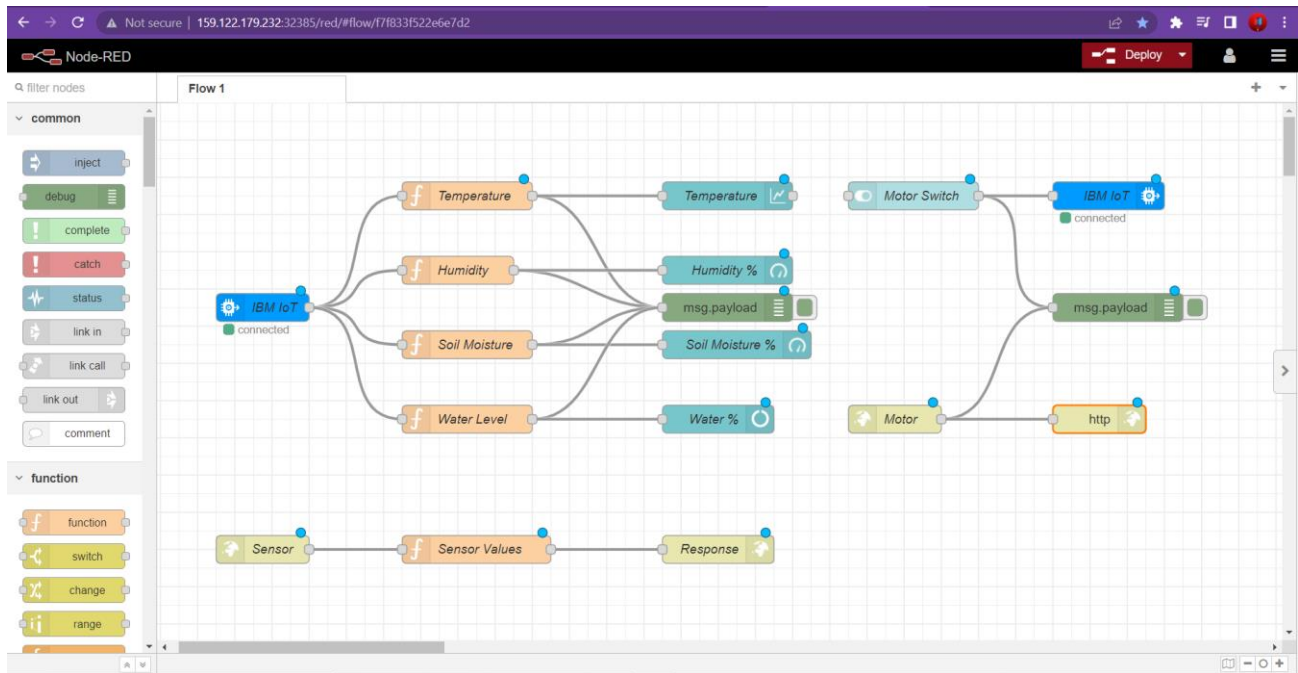 Not secure | 159.122.179.232:32385/red/#flow/f7f833f522e6e7d2
Node-RED
Deploy
filter nodes
Flow 1
common
inject
debug
complete
catch
status
link in
link call
link out
comment
function
function
switch
change
range
Temperature
Temperature
Motor Switch
IBM IoT
connected
Humidity
Humidity %
IBM IoT
connected
msg.payload
msg.payload
Soil Moisture
Soil Moisture %
Water Level
Water %
Motor
http
Sensor
Sensor Values
Response